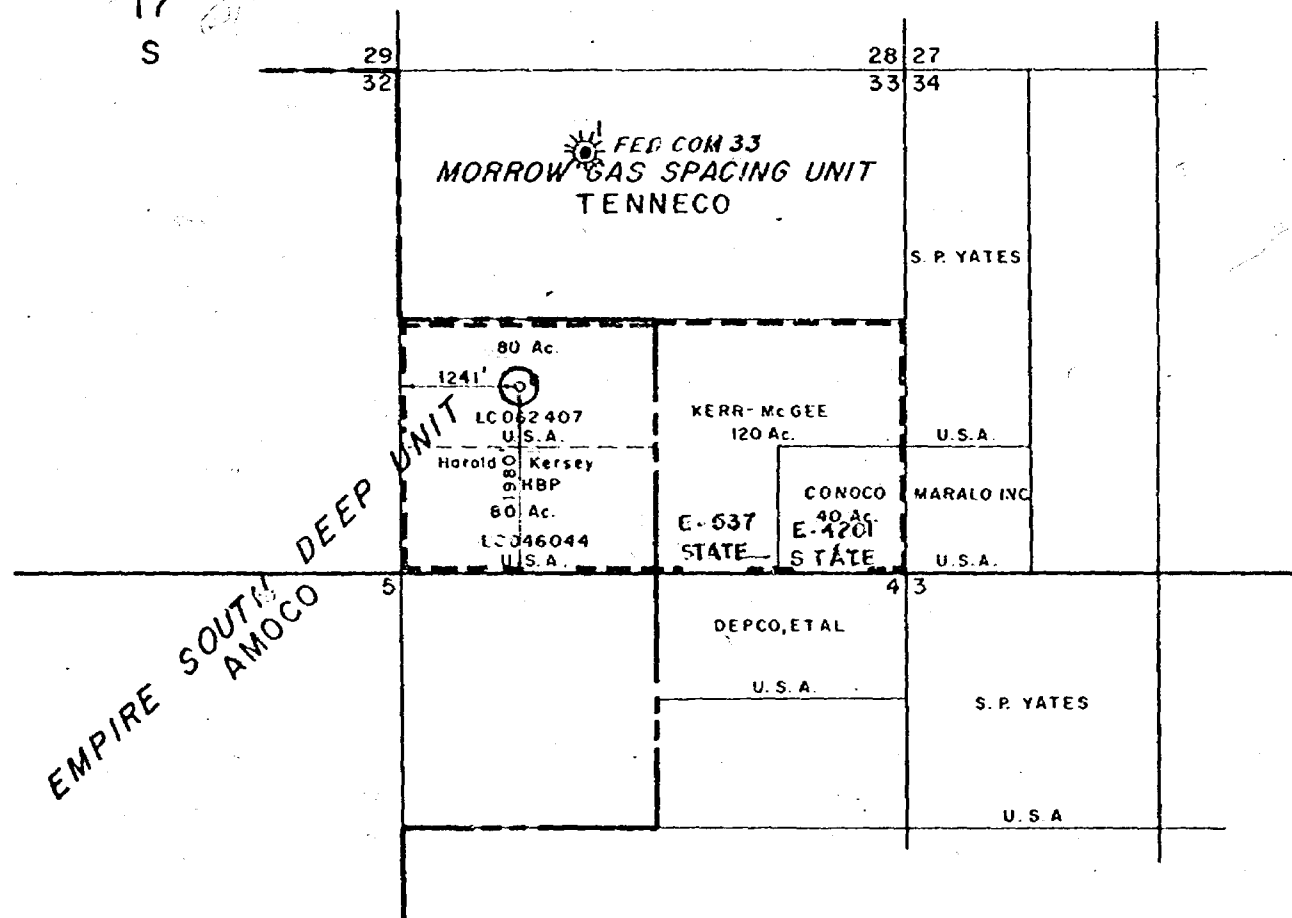 17
S
29
28 27
32
33 34
1
FED COM 33
MORROW GAS SPACING UNIT
TENNECO
S. P. YATES
80 Ac.
1241'
LC 062407
U.S.A.
KERR-McGEE
120 Ac.
U.S.A.
Harold Kersey
1980'
HBP
80 Ac.
LC 046044
U.S.A.
CONOCO
40 Ac.
E-537
STATE
E-4201
STATE
MARALO INC
U.S.A.
5
4 3
EMPIRE SOUTH DEEP UNIT
AMOCO
DEPCO, ET AL
U.S.A.
S. P. YATES
U.S.A